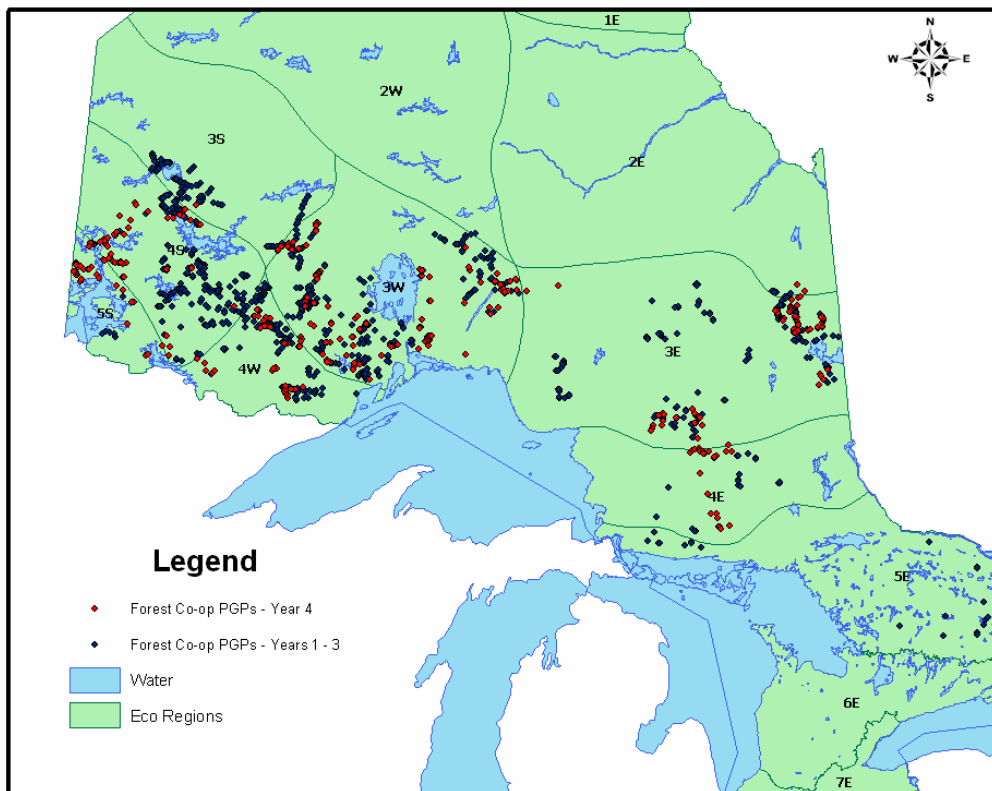 1E
N
W E
S
2W
3S
2E
4S
3W
5S
3E
4W
4E
Legend
Forest Co-op PGPs - Year 4
Forest Co-op PGPs - Years 1 - 3
Water
Eco Regions
5E
6E
7E